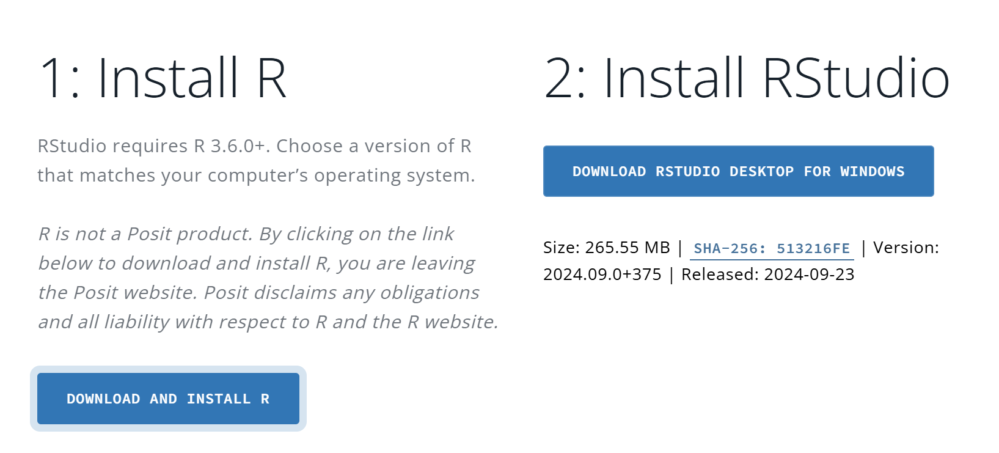 1: Install R
RStudio requires R 3.6.0+. Choose a version of R
that matches your computer’s operating system.
R is not a Posit product. By clicking on the link
below to download and install R, you are leaving
the Posit website. Posit disclaims any obligations
and all liability with respect to R and the R website.
DOWNLOAD AND INSTALL R
2: Install RStudio
DOWNLOAD RSTUDIO DESKTOP FOR WINDOWS
Size: 265.55 MB | SHA-256: 513216FE | Version:
2024.09.0+375 | Released: 2024-09-23